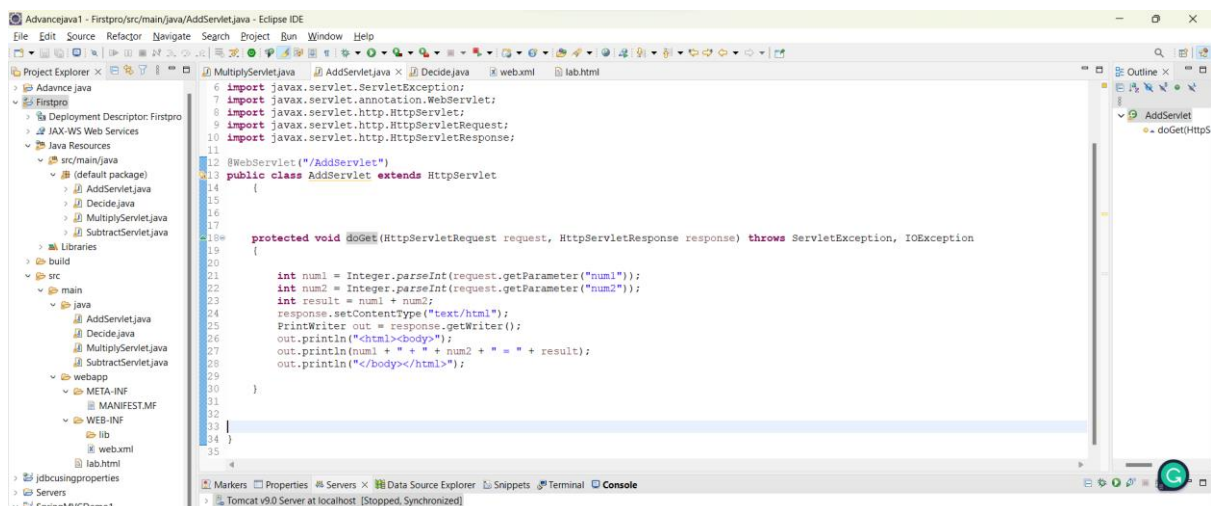 Advancejava1 - Firstpro/src/main/java/AddServlet.java - Eclipse IDE
File Edit Source Refactor Navigate Search Project Run Window Help
Project Explorer
Adavnce java
Firstpro
Deployment Descriptor: Firstpro
JAX-WS Web Services
Java Resources
src/main/java
(default package)
AddServlet.java
Decide.java
MultiplyServlet.java
SubtractServlet.java
Libraries
build
src
main
java
AddServlet.java
Decide.java
MultiplyServlet.java
SubtractServlet.java
webapp
META-INF
MANIFEST.MF
WEB-INF
lib
web.xml
lab.html
jdbcusingproperties
Servers
SpringMVCDemo1
MultiplyServlet.java AddServlet.java Decide.java web.xml lab.html
6 import javax.servlet.ServletException;
7 import javax.servlet.annotation.WebServlet;
8 import javax.servlet.http.HttpServlet;
9 import javax.servlet.http.HttpServletRequest;
10 import javax.servlet.http.HttpServletResponse;
11
12 @WebServlet("/AddServlet")
13 public class AddServlet extends HttpServlet
14 {
15
16
17
18 protected void doGet(HttpServletRequest request, HttpServletResponse response) throws ServletException, IOException
19 {
20
21 int num1 = Integer.parseInt(request.getParameter("num1"));
22 int num2 = Integer.parseInt(request.getParameter("num2"));
23 int result = num1 + num2;
24 response.setContentType("text/html");
25 PrintWriter out = response.getWriter();
26 out.println("<html><body>");
27 out.println(num1 + " + " + num2 + " = " + result);
28 out.println("</body></html>");
29
30 }
31
32
33
34 }
35
Outline
AddServlet
doGet(HttpS
Markers Properties Servers Data Source Explorer Snippets Terminal Console
Tomcat v9.0 Server at localhost [Stopped, Synchronized]